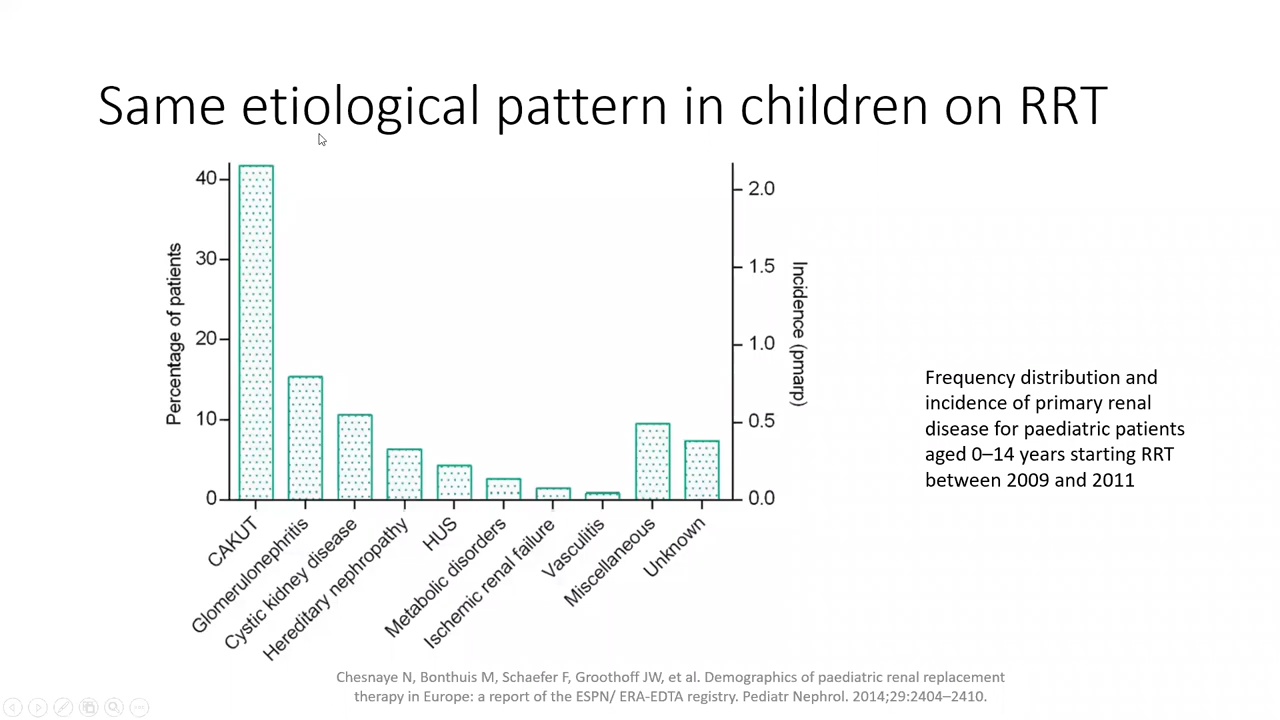 Same etiological pattern in children on RRT
40
30
20
10
0
Percentage of patients
2.0
1.5
1.0
0.5
0.0
Incidence (pmarp)
CAKUT
Glomerulonephritis
Cystic kidney disease
Hereditary nephropathy
HUS
Metabolic disorders
Ischemic renal failure
Vasculitis
Miscellaneous
Unknown
Frequency distribution and
incidence of primary renal
disease for paediatric patients
aged 0–14 years starting RRT
between 2009 and 2011
Chesnaye N, Bonthuis M, Schaefer F, Groothoff JW, et al. Demographics of paediatric renal replacement
therapy in Europe: a report of the ESPN/ ERA-EDTA registry. Pediatr Nephrol. 2014;29:2404–2410.